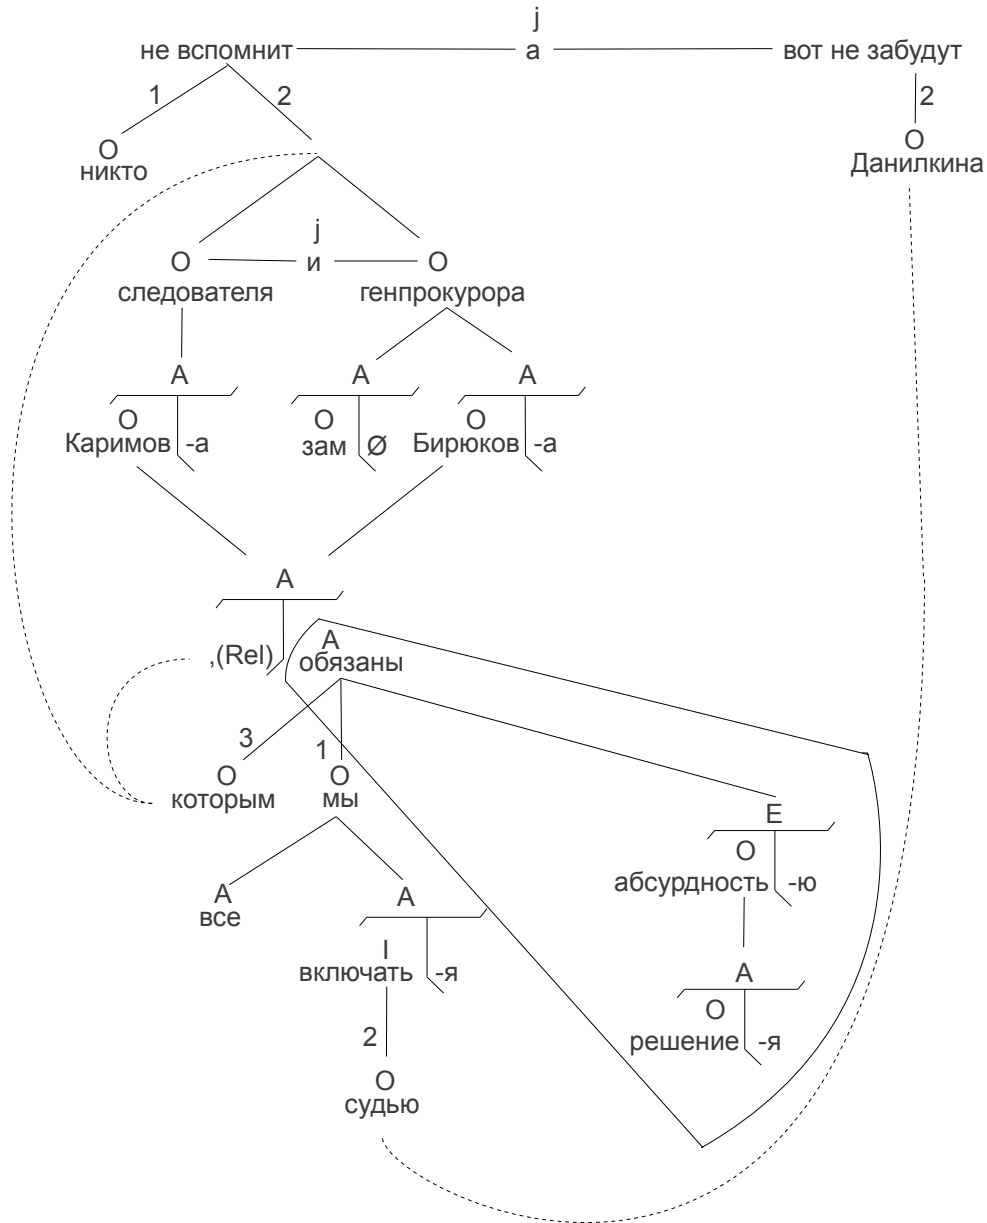 j
не вспомнит а вот не забудут
1 2 2
О О
никто Данилкина
j
О и О
следователя генпрокурора
А А А
О О О
Каримов -а зам Ø Бирюков -а
А
,(Rel) А
обязаны
3 1
О О
которым мы
Е
О
абсурдность -ю
А А
все
I
включать -я
А
О
решение -я
2
О
судью